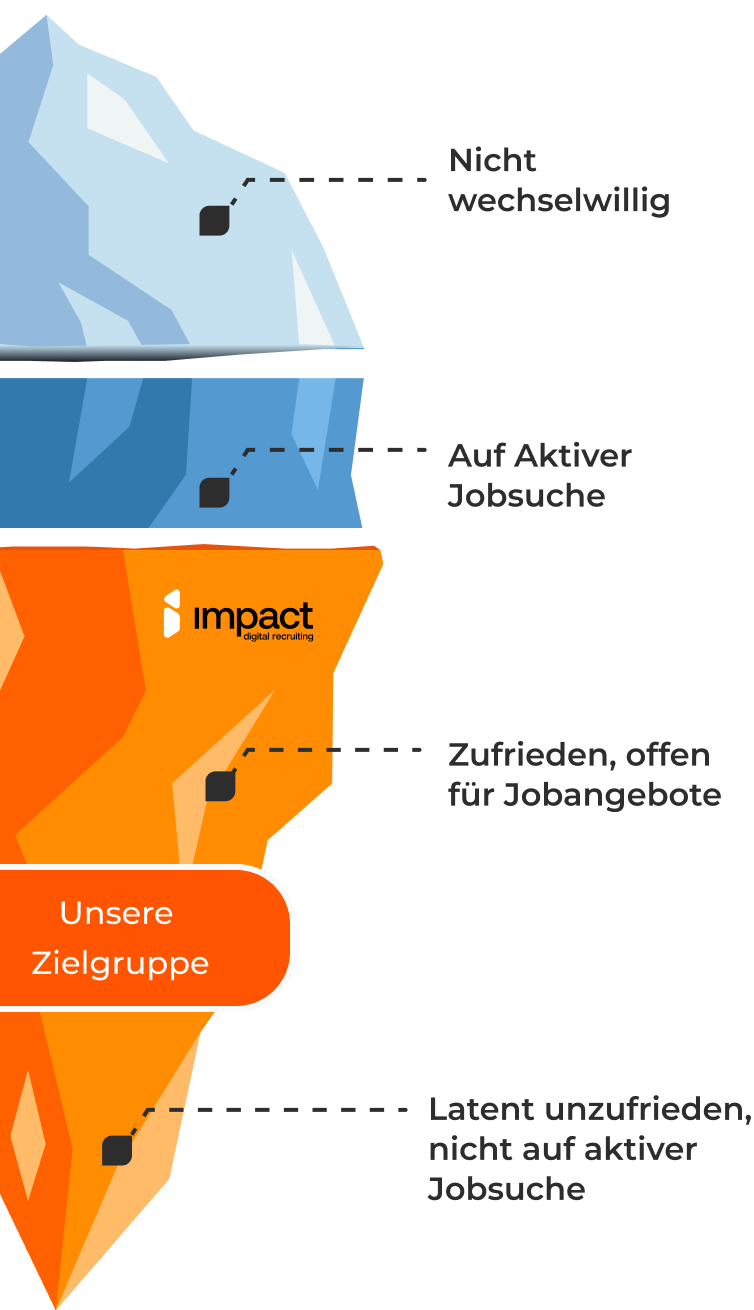 Nicht
wechselwillig
Auf Aktiver
Jobsuche
impact
digital recruiting
Zufrieden, offen
für Jobangebote
Unsere
Zielgruppe
Latent unzufrieden,
nicht auf aktiver
Jobsuche